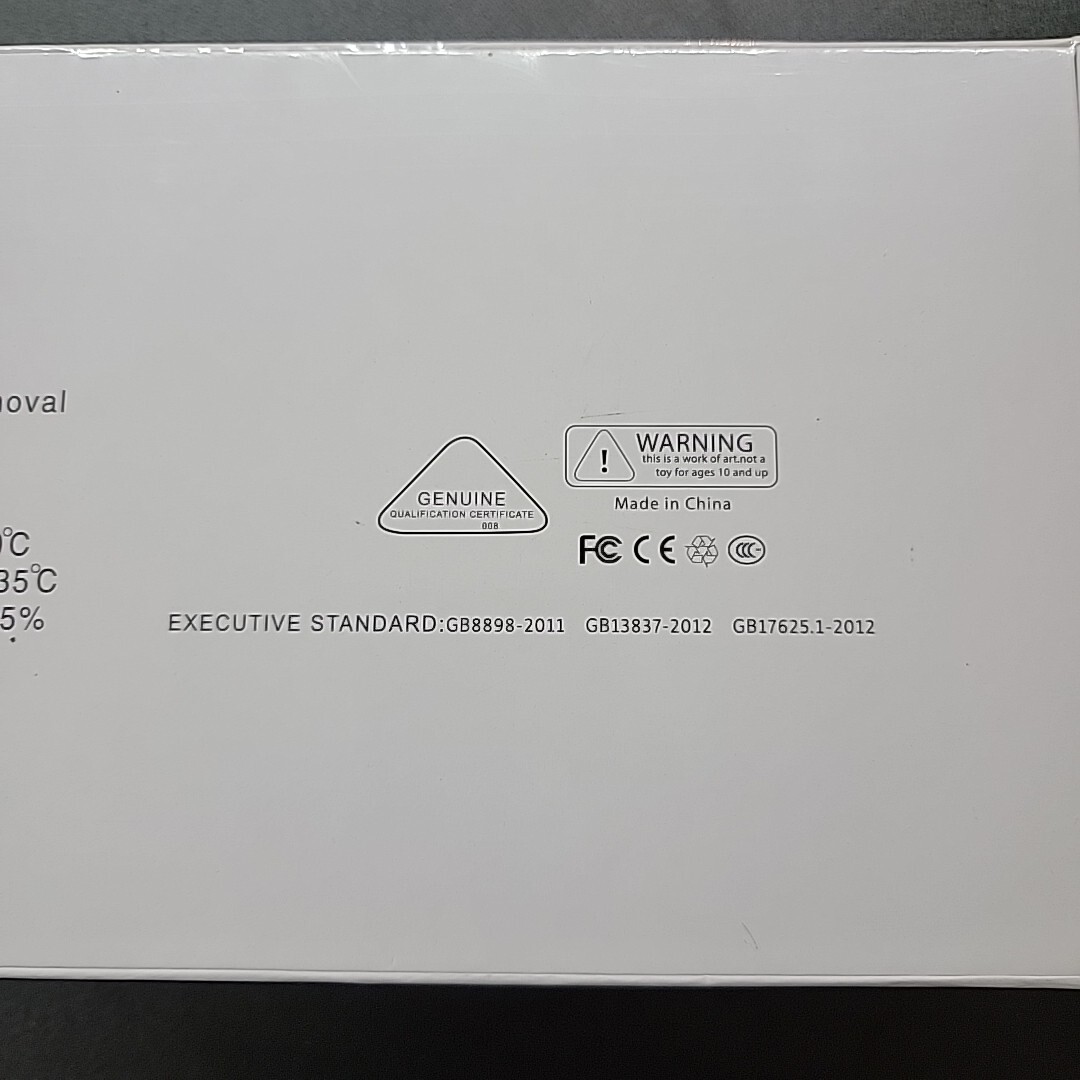 WARNING
this is a work of art.not a
toy for ages 10 and up
Made in China
GENUINE
QUALIFICATION CERTIFICATE
008
FC CE CCC
35℃
5%
EXECUTIVE STANDARD:GB8898-2011 GB13837-2012 GB17625.1-2012